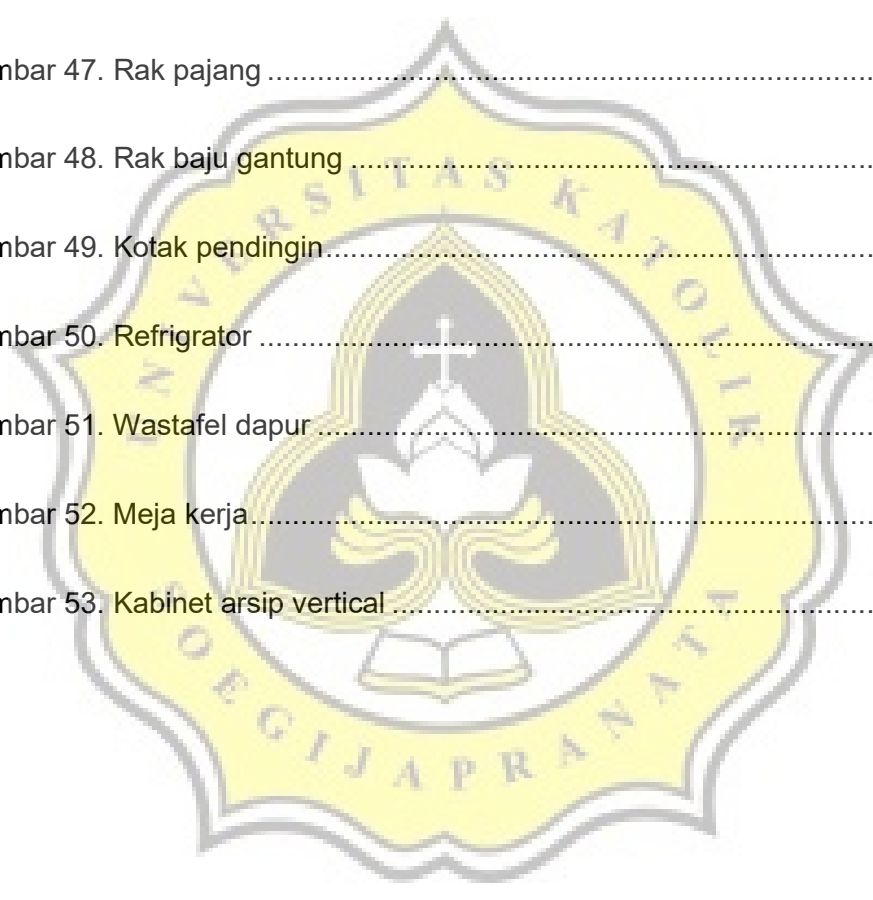 mbar 47. Rak pajang ........................................................................
mbar 48. Rak baju gantung ..............................................................
mbar 49. Kotak pendingin.................................................................
mbar 50. Refrigrator .........................................................................
mbar 51. Wastafel dapur ..................................................................
mbar 52. Meja kerja...........................................................................
mbar 53. Kabinet arsip vertical .........................................................
UNIVERSITAS KATOLIK
SOEGIJAPRANATA